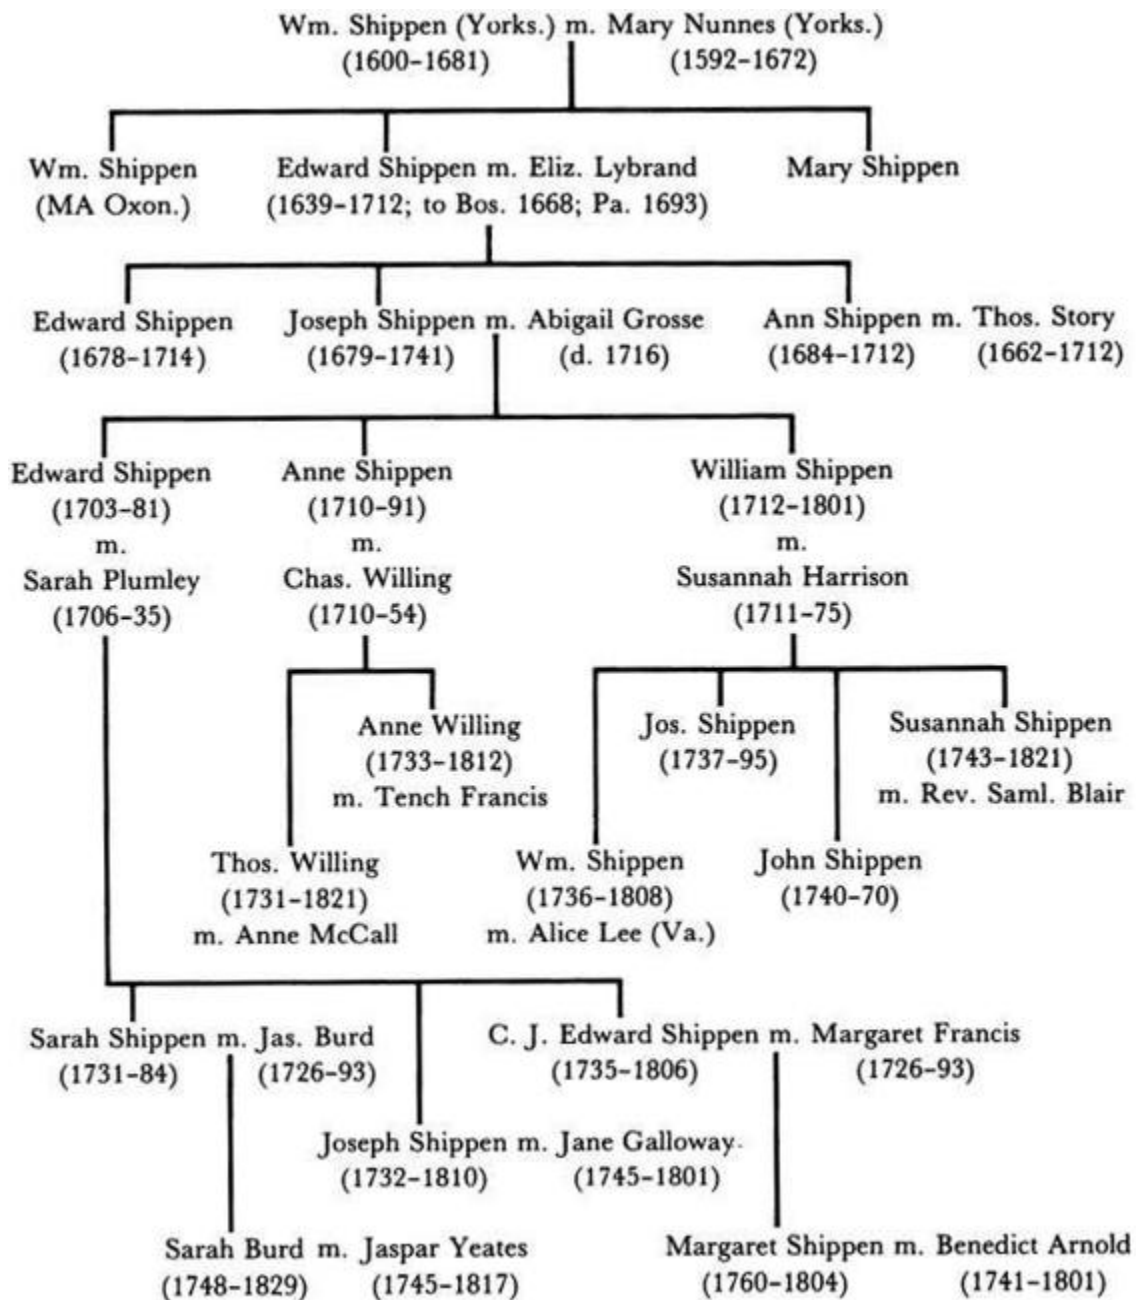 Wm. Shippen (Yorks.) m. Mary Nunnes (Yorks.)
(1600–1681) (1592–1672)
Wm. Shippen Edward Shippen m. Eliz. Lybrand Mary Shippen
(MA Oxon.) (1639–1712; to Bos. 1668; Pa. 1693)
Edward Shippen Joseph Shippen m. Abigail Grosse Ann Shippen m. Thos. Story
(1678–1714) (1679–1741) (d. 1716) (1684–1712) (1662–1712)
Edward Shippen Anne Shippen William Shippen
(1703–81) (1710–91) (1712–1801)
m. m. m.
Sarah Plumley Chas. Willing Susannah Harrison
(1706–35) (1710–54) (1711–75)
Anne Willing Jos. Shippen Susannah Shippen
(1733–1812) (1737–95) (1743–1821)
m. Tench Francis m. Rev. Saml. Blair
Thos. Willing Wm. Shippen John Shippen
(1731–1821) (1736–1808) (1740–70)
m. Anne McCall m. Alice Lee (Va.)
Sarah Shippen m. Jas. Burd C. J. Edward Shippen m. Margaret Francis
(1731–84) (1726–93) (1735–1806) (1726–93)
Joseph Shippen m. Jane Galloway
(1732–1810) (1745–1801)
Sarah Burd m. Jaspar Yeates Margaret Shippen m. Benedict Arnold
(1748–1829) (1745–1817) (1760–1804) (1741–1801)